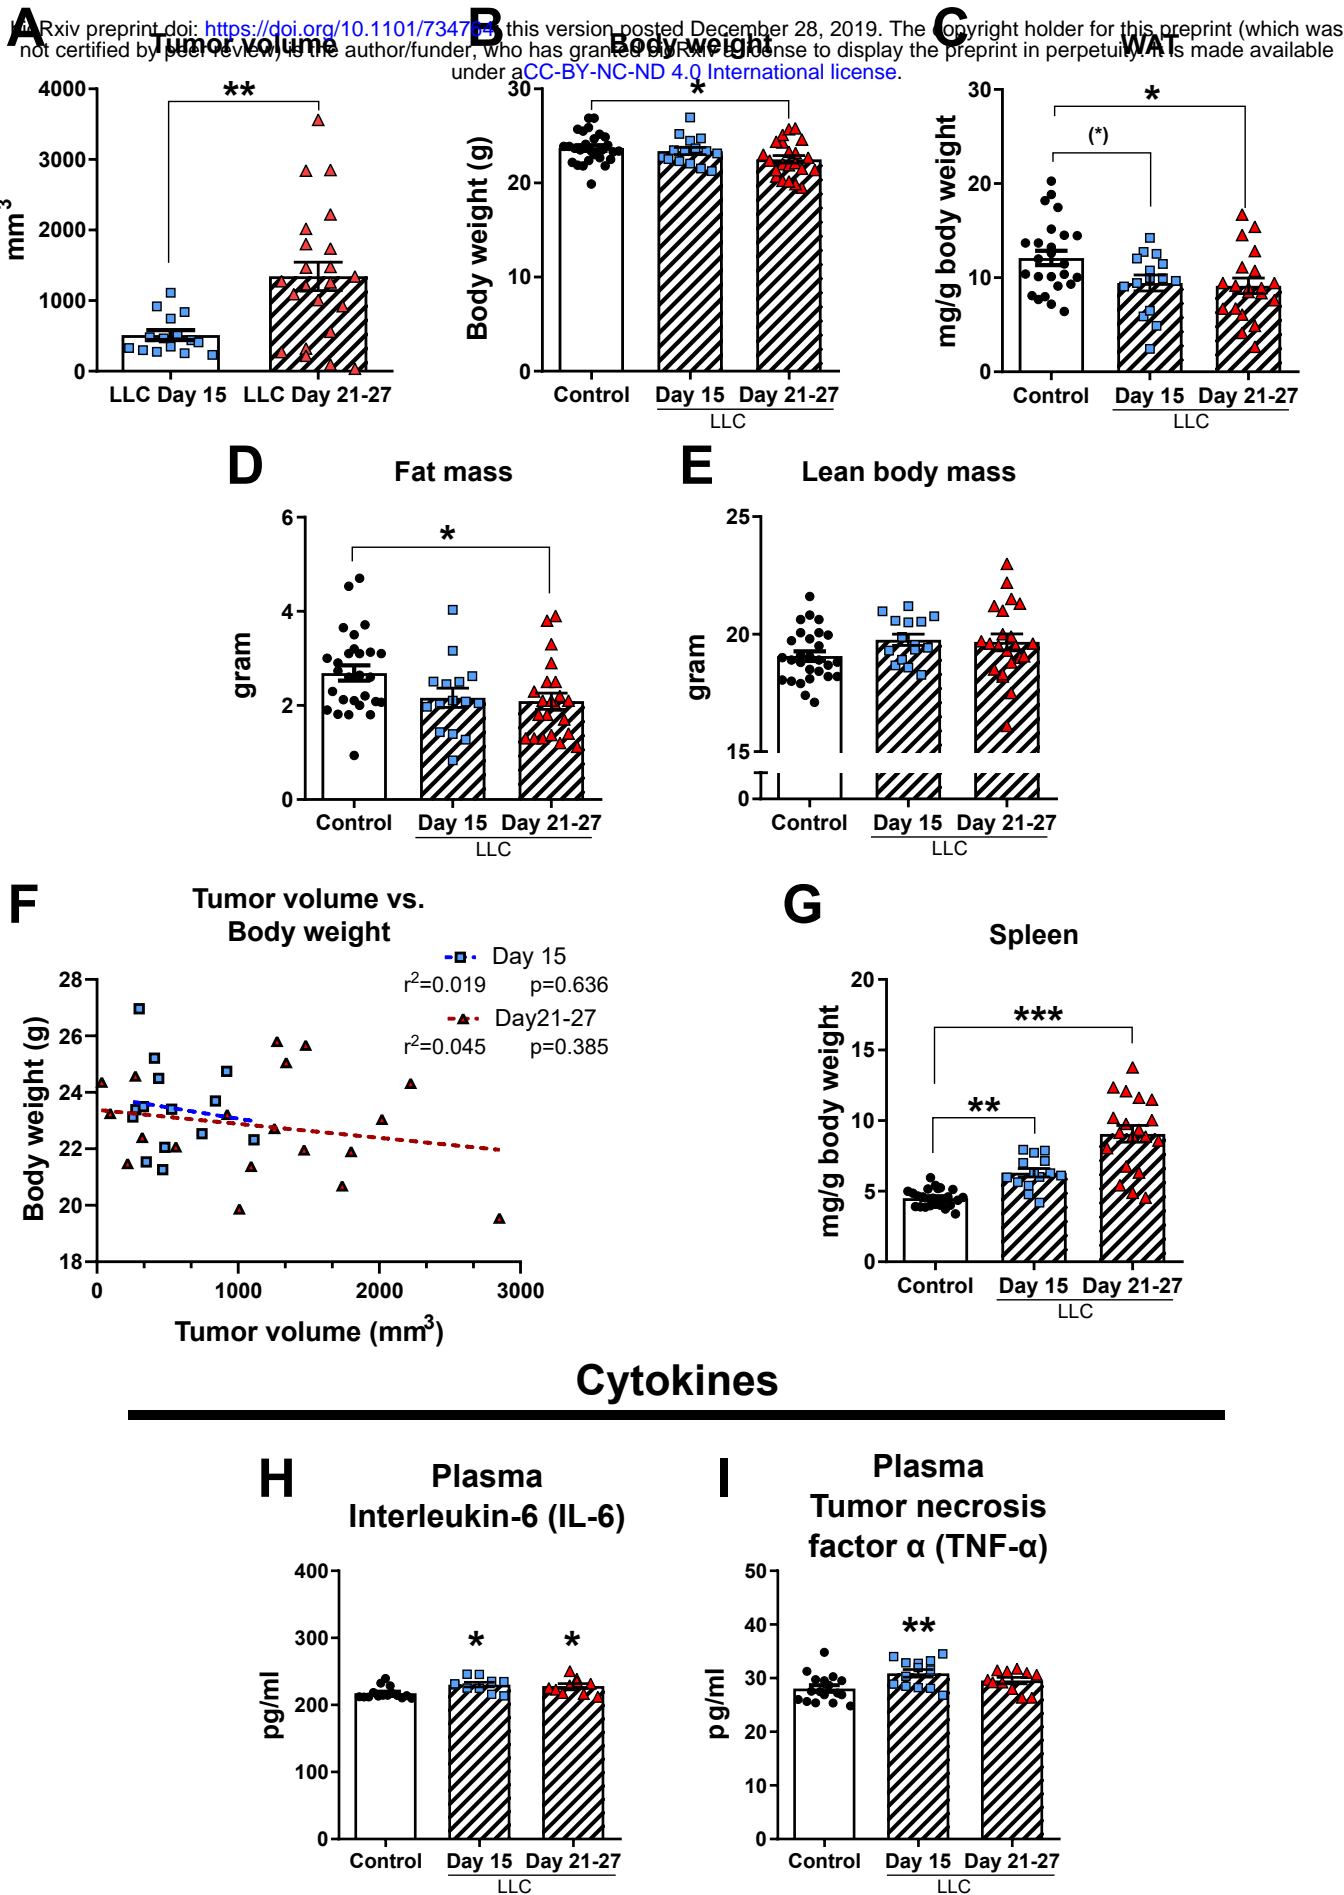 bioRxiv preprint doi: https://doi.org/10.1101/734764; this version posted December 28, 2019. The copyright holder for this preprint (which was
not certified by peer review) is the author/funder, who has granted bioRxiv a license to display the preprint in perpetuity. It is made available
under aCC-BY-NC-ND 4.0 International license.
A
Tumor volume
mm3
4000
3000
2000
1000
0
**
LLC Day 15
LLC Day 21-27
B
Body weight
Body weight (g)
30
20
10
0
*
Control
Day 15
Day 21-27
LLC
C
WAT
mg/g body weight
30
20
10
0
*
(*)
Control
Day 15
Day 21-27
LLC
D
Fat mass
gram
6
4
2
0
*
Control
Day 15
Day 21-27
LLC
E
Lean body mass
gram
25
20
15
0
Control
Day 15
Day 21-27
LLC
F
Tumor volume vs.
Body weight
Day 15
r2=0.019 p=0.636
Day21-27
r2=0.045 p=0.385
Body weight (g)
28
26
24
22
20
18
0
1000
2000
3000
Tumor volume (mm3)
G
Spleen
mg/g body weight
20
15
10
5
0
***
**
Control
Day 15
Day 21-27
LLC
Cytokines
H
Plasma
Interleukin-6 (IL-6)
pg/ml
400
300
200
100
0
*
*
Control
Day 15
Day 21-27
LLC
I
Plasma
Tumor necrosis
factor α (TNF-α)
pg/ml
50
40
30
20
10
0
**
Control
Day 15
Day 21-27
LLC